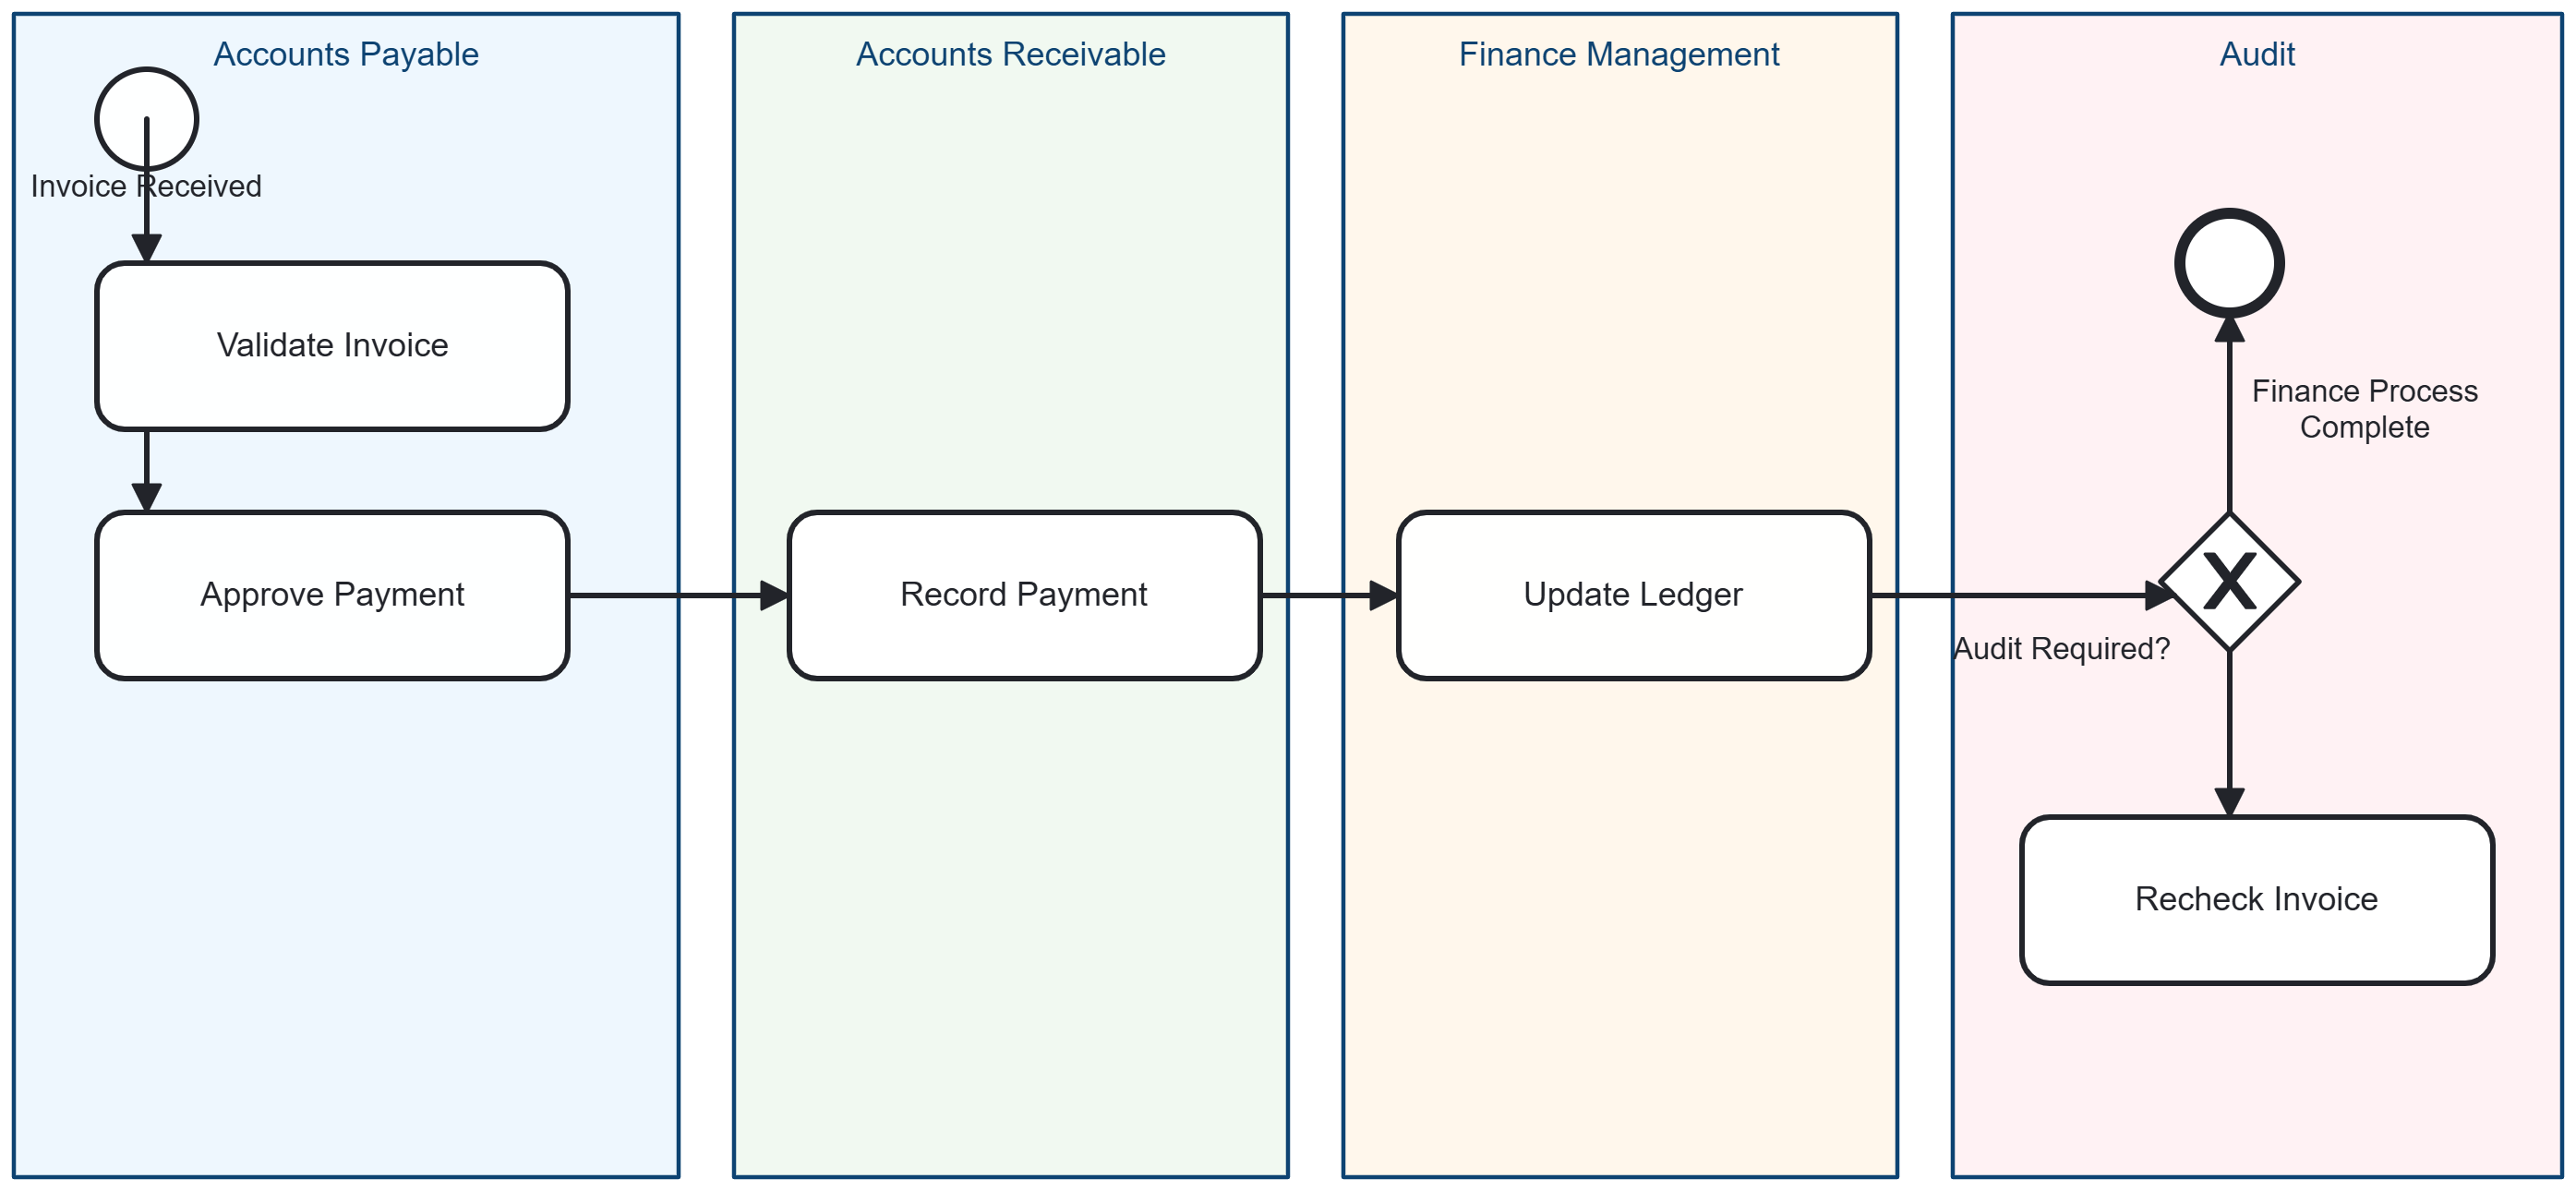 Accounts Payable
Invoice Received
Validate Invoice
Approve Payment
Accounts Receivable
Record Payment
Finance Management
Update Ledger
Audit
Finance Process
Complete
X
Audit Required?
Recheck Invoice